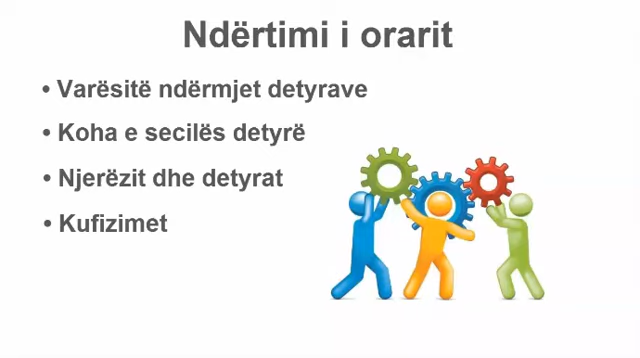 Ndërtimi i orarit
• Varësitë ndërmjet detyrave
• Koha e secilës detyrë
• Njerëzit dhe detyrat
• Kufizimet